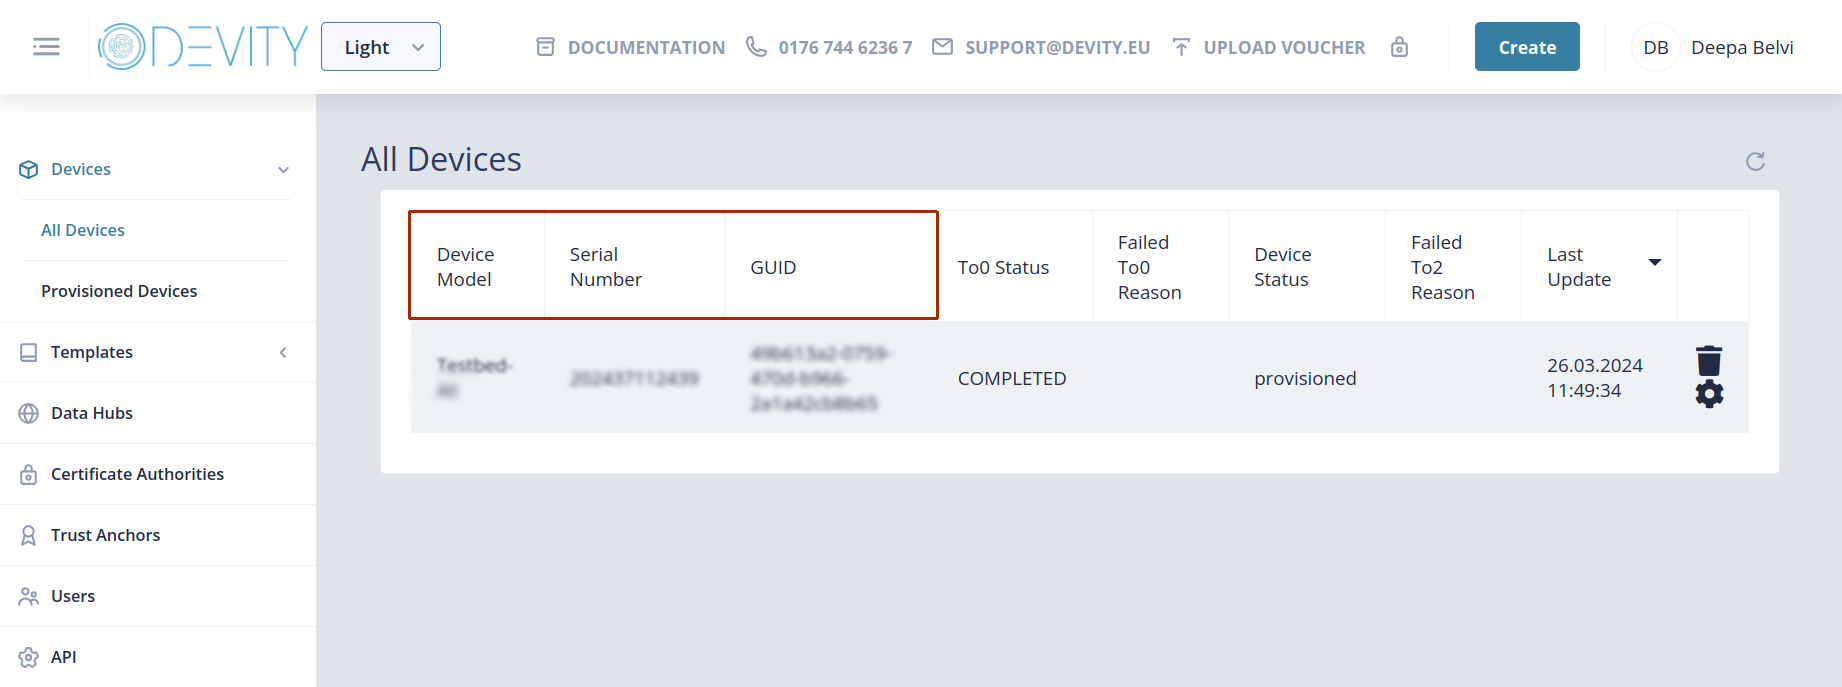 DEVITY
Light
DOCUMENTATION
0176 744 6236 7
SUPPORT@DEVITY.EU
UPLOAD VOUCHER
Create
DB
Deepa Belvi
Devices
All Devices
Provisioned Devices
Templates
Data Hubs
Certificate Authorities
Trust Anchors
Users
API
All Devices
Device
Model
Serial
Number
GUID
To0 Status
Failed
To0
Reason
Device
Status
Failed
To2
Reason
Last
Update
COMPLETED
provisioned
26.03.2024
11:49:34